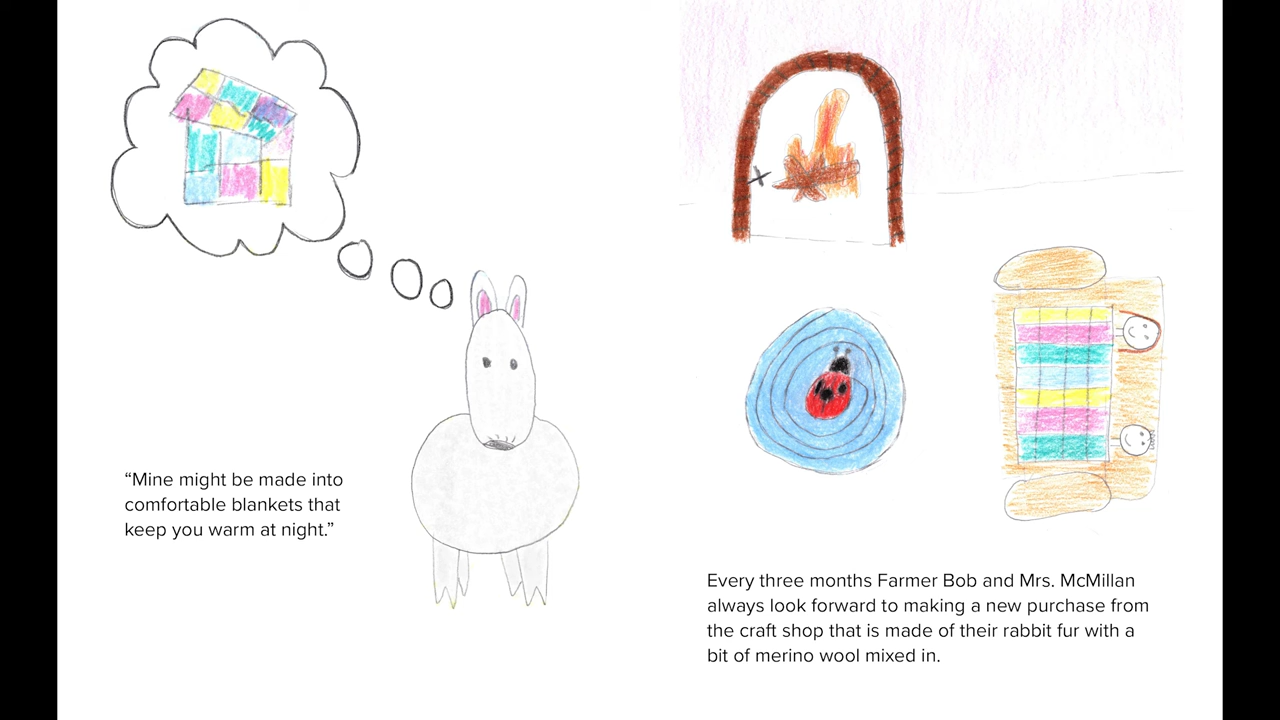 “Mine might be made into
comfortable blankets that
keep you warm at night.”
Every three months Farmer Bob and Mrs. McMillan
always look forward to making a new purchase from
the craft shop that is made of their rabbit fur with a
bit of merino wool mixed in.